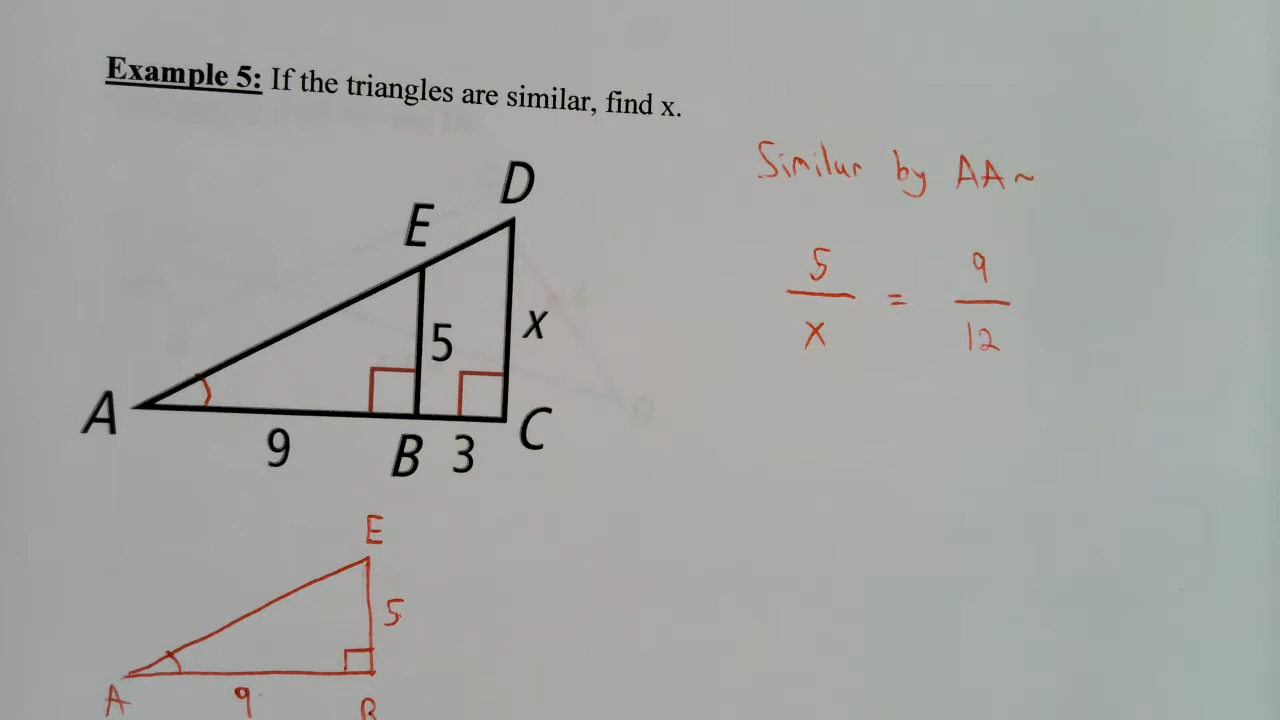 Example 5: If the triangles are similar, find x.
Similar by AA~
D
E
5
x
A
9
B
3
C
5/x = 9/12
E
5
A
9
B